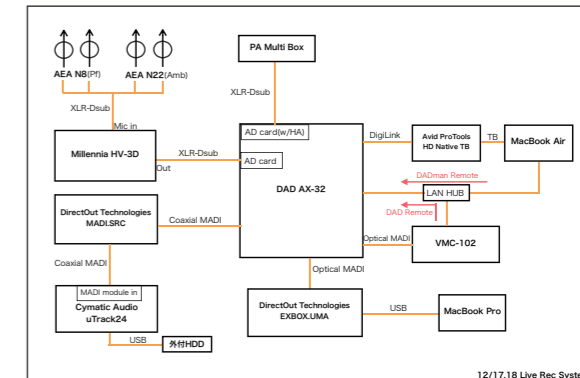 PA Multi Box
AEA N8(Pf)
AEA N22(Amb)
XLR-Dsub
XLR-Dsub
Mic in
Millennia HV-3D
Out
XLR-Dsub
AD card(w/HA)
AD card
DAD AX-32
DigiLink
Avid ProTools
HD Native TB
TB
MacBook Air
DADman Remote
LAN HUB
DAD Remote
DirectOut Technologies
MADI.SRC
Coaxial MADI
Optical MADI
VMC-102
Coaxial MADI
Optical MADI
MADI module in
Cymatic Audio
uTrack24
DirectOut Technologies
EXBOX.UMA
USB
MacBook Pro
USB
外付HDD
12/17,18 Live Rec Syste